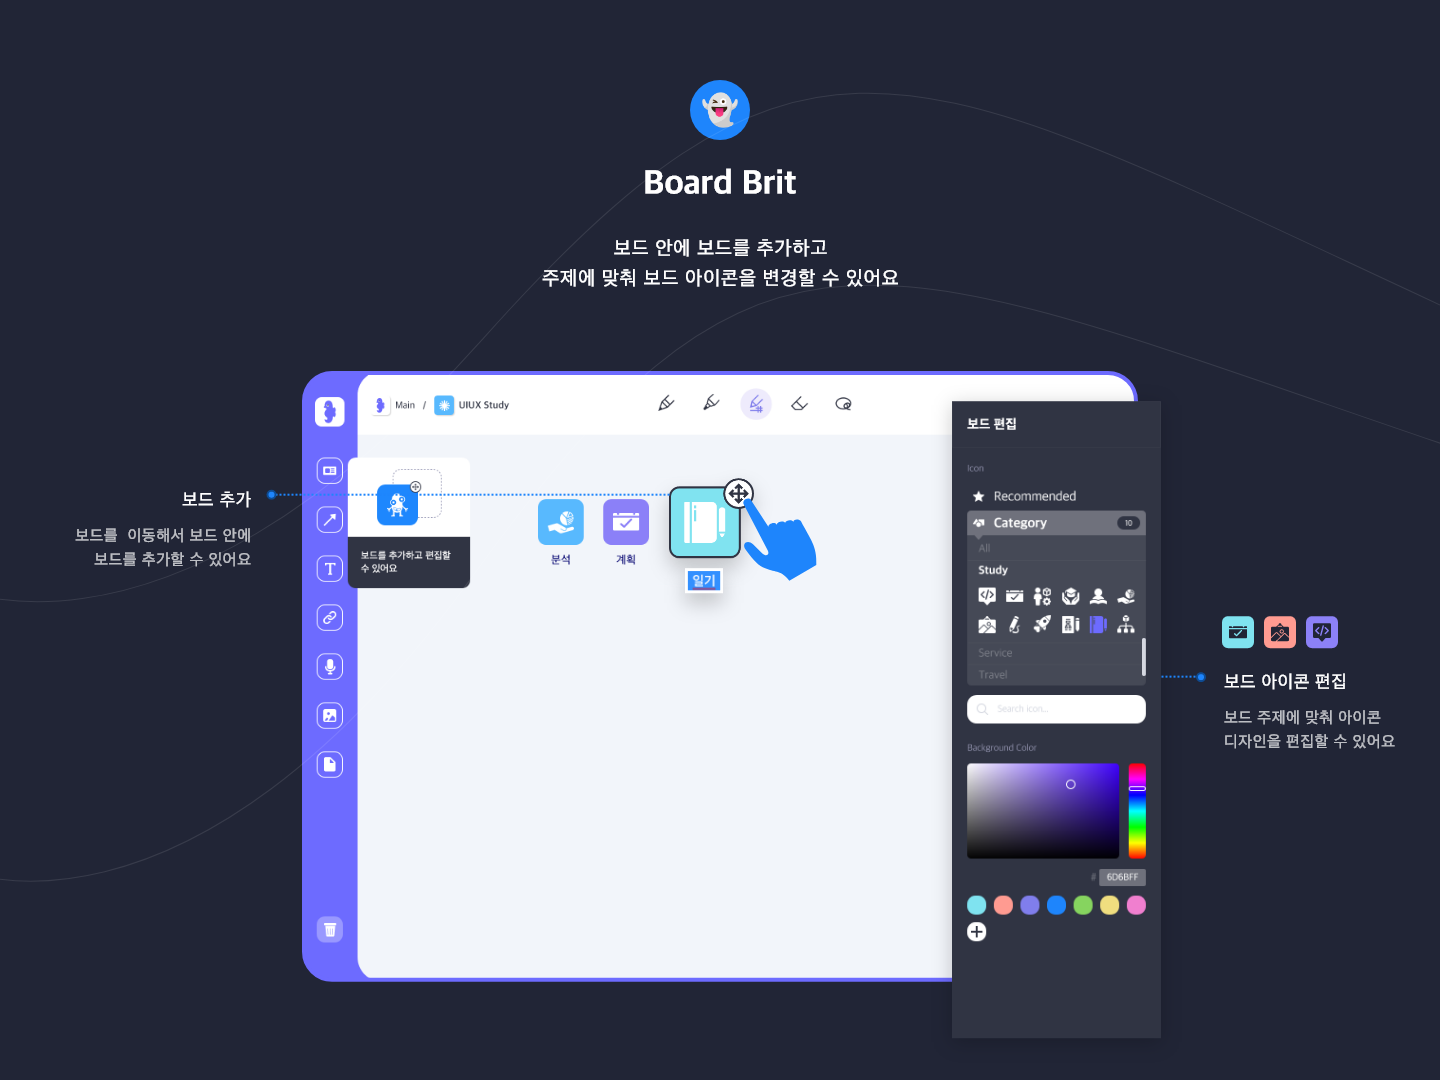 Board Brit
보드 안에 보드를 추가하고
주제에 맞춰 보드 아이콘을 변경할 수 있어요
Main / UIUX Study
보드 추가
보드를 이동해서 보드 안에
보드를 추가할 수 있어요
T
보드를 추가하고 편집할
수 있어요
분석
계획
일기
보드 편집
Icon
Recommended
Category 10
All
Study
Service
Travel
Search icon...
Background Color
# 6D6BFF
보드 아이콘 편집
보드 주제에 맞춰 아이콘
디자인을 편집할 수 있어요